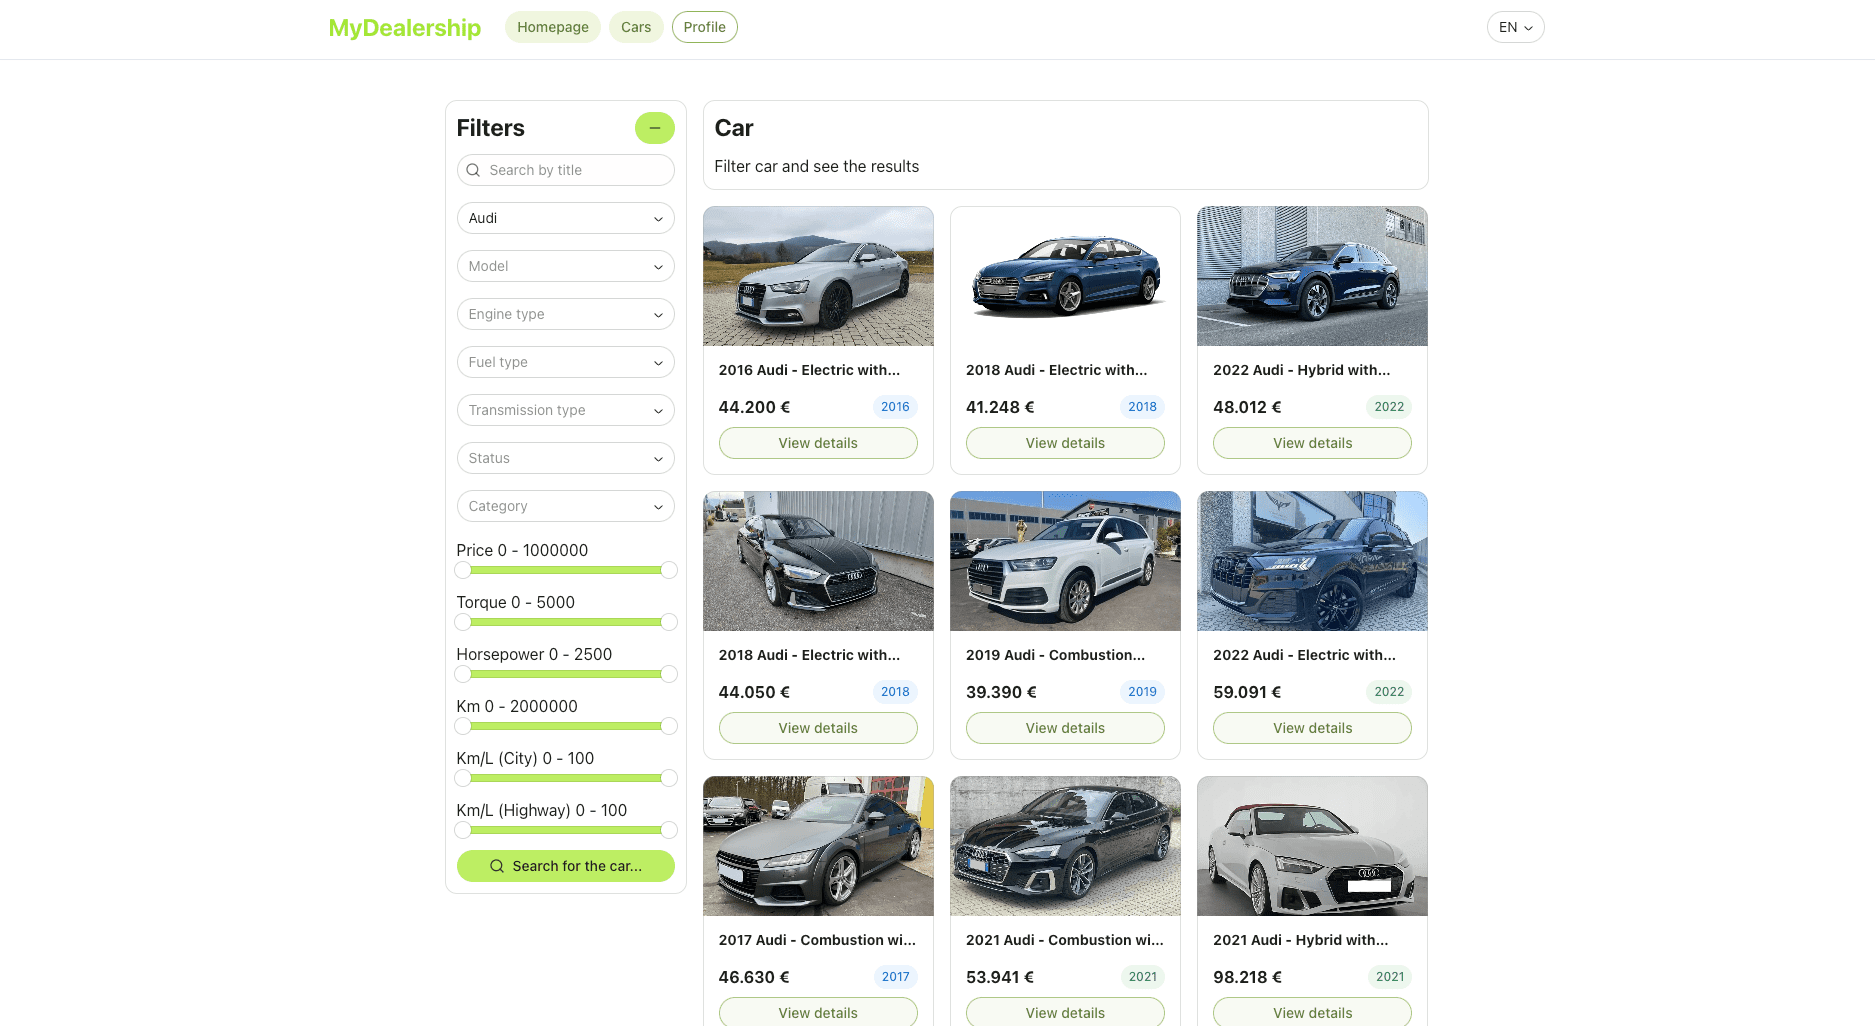 MyDealership Homepage Cars Profile EN
Filters
Search by title
Audi
Model
Engine type
Fuel type
Transmission type
Status
Category
Price 0 - 1000000
Torque 0 - 5000
Horsepower 0 - 2500
Km 0 - 2000000
Km/L (City) 0 - 100
Km/L (Highway) 0 - 100
Search for the car...
Car
Filter car and see the results
2016 Audi - Electric with...
44.200 € 2016
View details
2018 Audi - Electric with...
41.248 € 2018
View details
2022 Audi - Hybrid with...
48.012 € 2022
View details
2018 Audi - Electric with...
44.050 € 2018
View details
2019 Audi - Combustion...
39.390 € 2019
View details
2022 Audi - Electric with...
59.091 € 2022
View details
2017 Audi - Combustion wi...
46.630 € 2017
View details
2021 Audi - Combustion wi...
53.941 € 2021
View details
2021 Audi - Hybrid with...
98.218 € 2021
View details